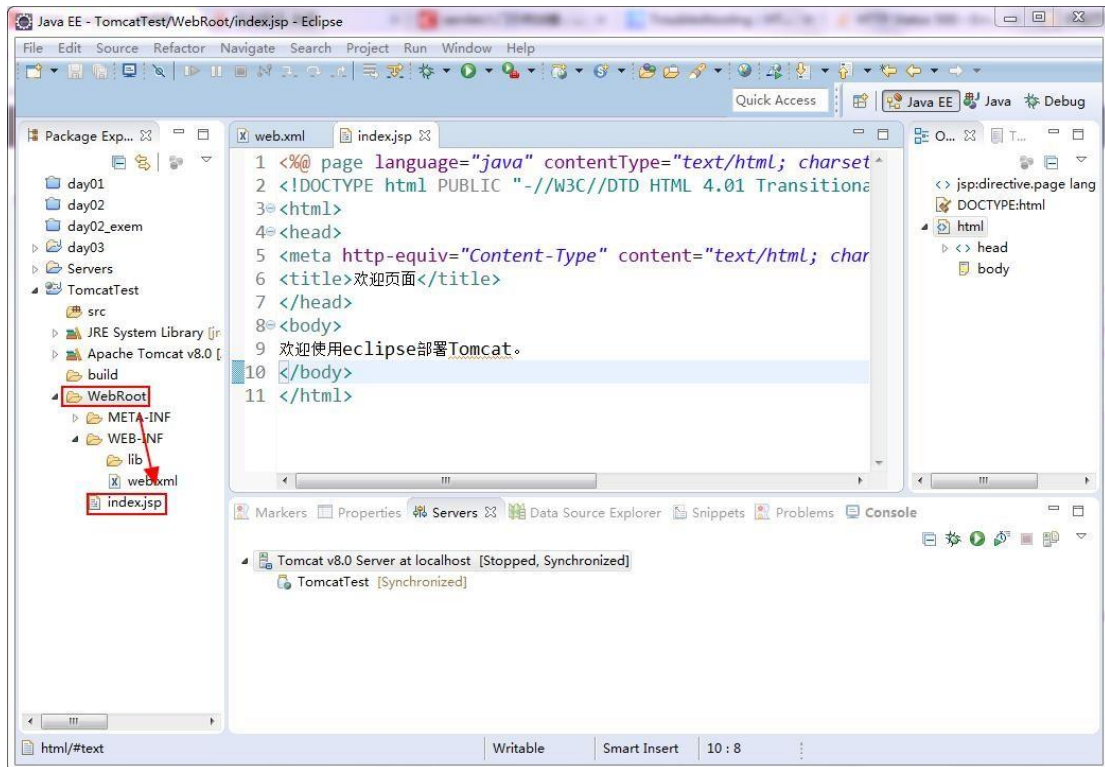 Java EE - TomcatTest/WebRoot/index.jsp - Eclipse
File Edit Source Refactor Navigate Search Project Run Window Help
Quick Access
Java EE Java Debug
Package Exp...
day01
day02
day02_exem
day03
Servers
TomcatTest
src
JRE System Library [jr
Apache Tomcat v8.0 [
build
WebRoot
META-INF
WEB-INF
lib
web.xml
index.jsp
web.xml index.jsp
1 <%@ page language="java" contentType="text/html; charset
2 <!DOCTYPE html PUBLIC "-//W3C//DTD HTML 4.01 Transitiona
3 <html>
4 <head>
5 <meta http-equiv="Content-Type" content="text/html; char
6 <title>欢迎页面</title>
7 </head>
8 <body>
9 欢迎使用eclipse部署Tomcat。
10 </body>
11 </html>
O... T...
jsp:directive.page lang
DOCTYPE:html
html
head
body
Markers Properties Servers Data Source Explorer Snippets Problems Console
Tomcat v8.0 Server at localhost [Stopped, Synchronized]
TomcatTest [Synchronized]
html/#text Writable Smart Insert 10 : 8